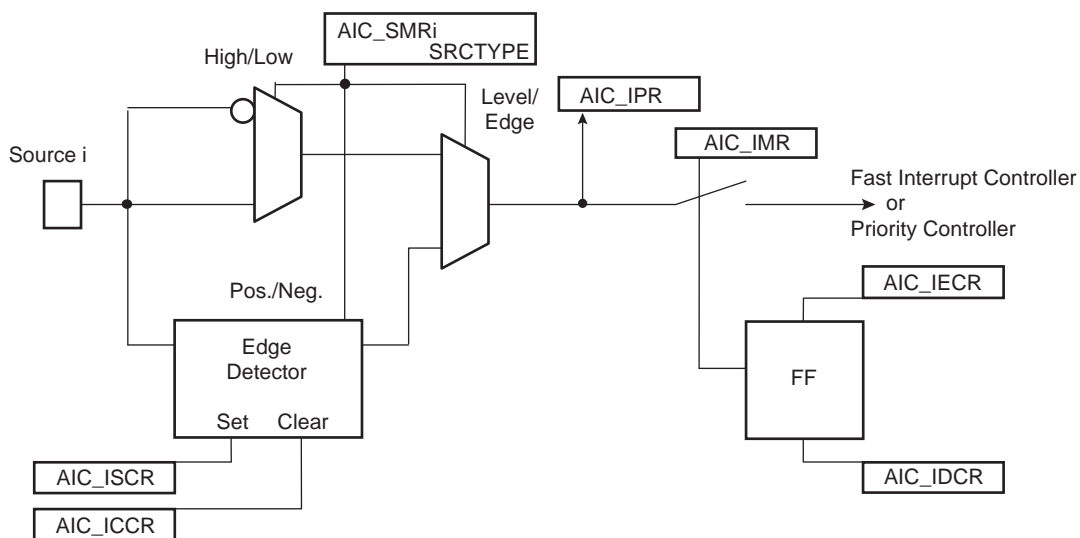 AIC_SMRi
SRCTYPE
High/Low
Level/
Edge
AIC_IPR
AIC_IMR
Source i
Fast Interrupt Controller
or
Priority Controller
Pos./Neg.
AIC_IECR
Edge
Detector
FF
Set Clear
AIC_ISCR
AIC_IDCR
AIC_ICCR